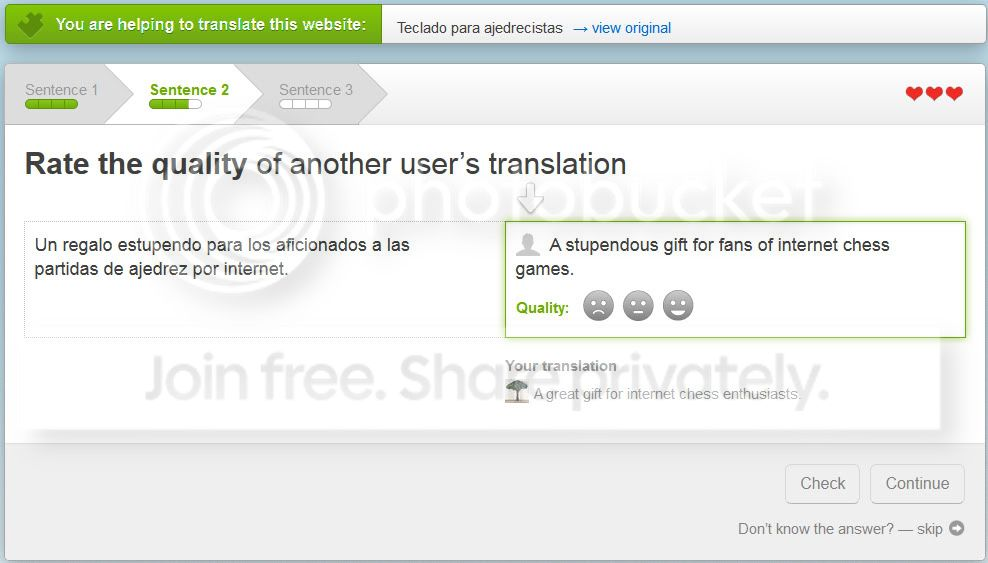 You are helping to translate this website:
Teclado para ajedrecistas → view original
Sentence 1
Sentence 2
Sentence 3
Rate the quality of another user's translation
Un regalo estupendo para los aficionados a las
partidas de ajedrez por internet.
A stupendous gift for fans of internet chess
games.
Quality:
Your translation
A great gift for internet chess enthusiasts.
Check
Continue
Don't know the answer? — skip
photobucket
Join free. Share privately.